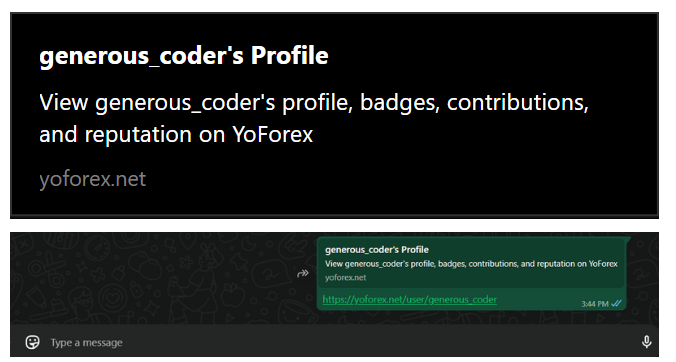 generous_coder's Profile
View generous_coder's profile, badges, contributions,
and reputation on YoForex
yoforex.net
generous_coder's Profile
View generous_coder's profile, badges, contributions, and reputation on YoForex
yoforex.net
https://yoforex.net/user/generous_coder
3:44 PM
Type a message